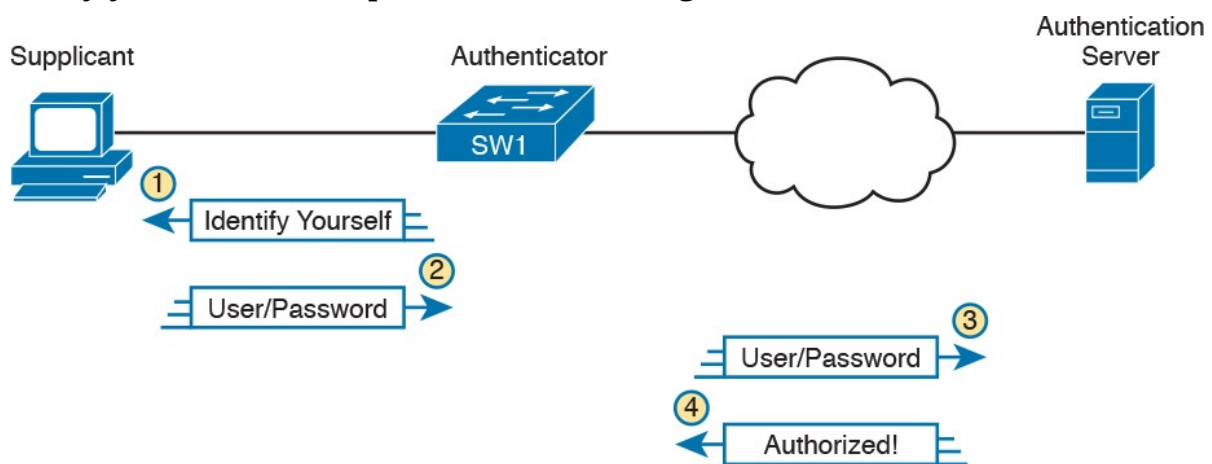 Supplicant
Authenticator
Authentication
Server
SW1
1
Identify Yourself
2
User/Password
3
User/Password
4
Authorized!